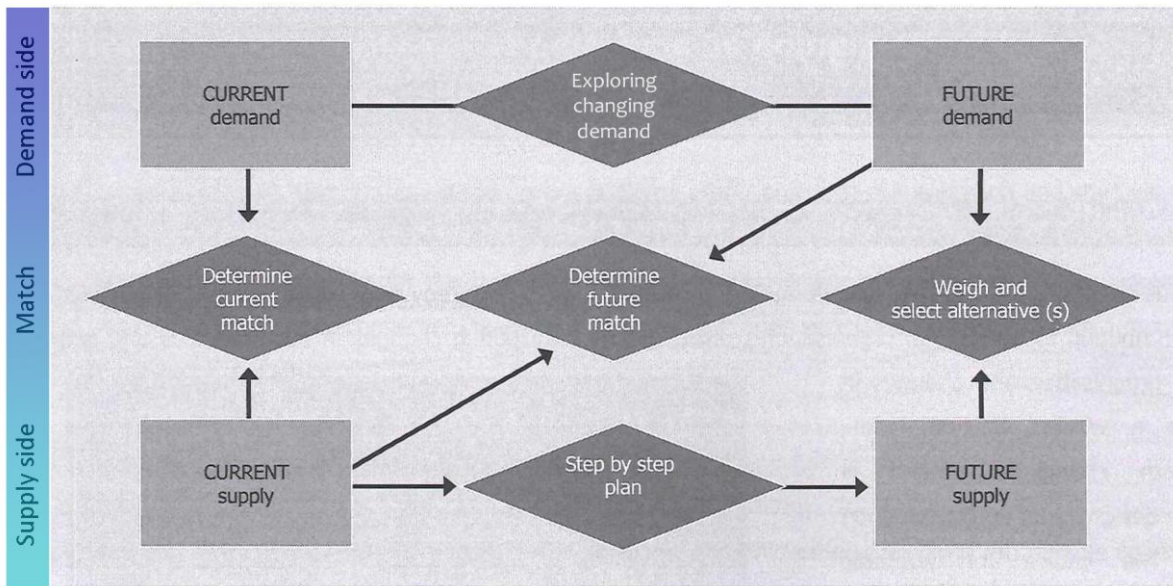 Demand side
CURRENT
demand
Exploring
changing
demand
FUTURE
demand
Match
Determine
current
match
Determine
future
match
Weigh and
select alternative (s)
Supply side
CURRENT
supply
Step by step
plan
FUTURE
supply